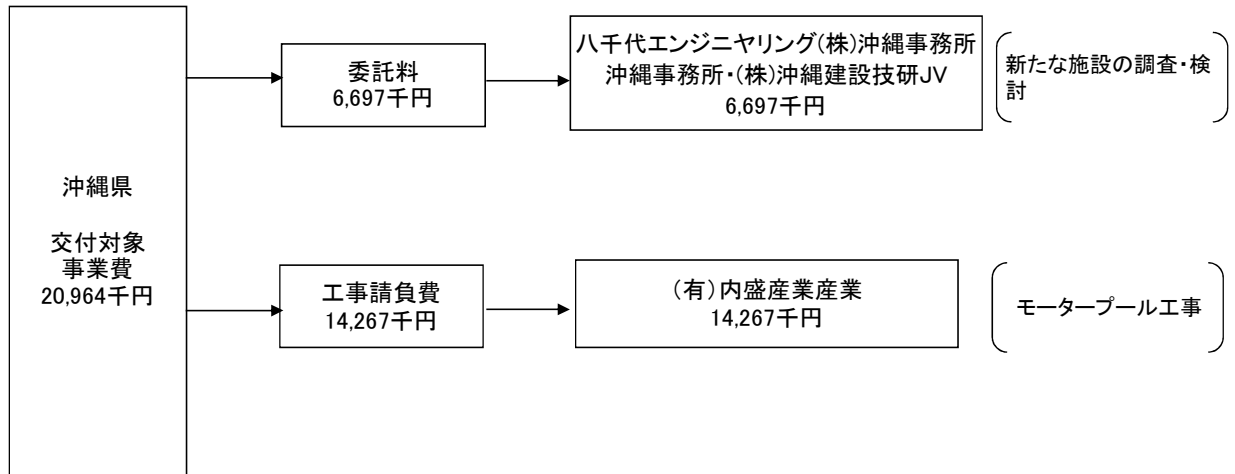 沖縄県
交付対象
事業費
20,964千円
委託料
6,697千円
八千代エンジニヤリング(株)沖縄事務所
沖縄事務所・(株)沖縄建設技研JV
6,697千円
新たな施設の調査・検
討
工事請負費
14,267千円
(有)内盛産業産業
14,267千円
モータープール工事